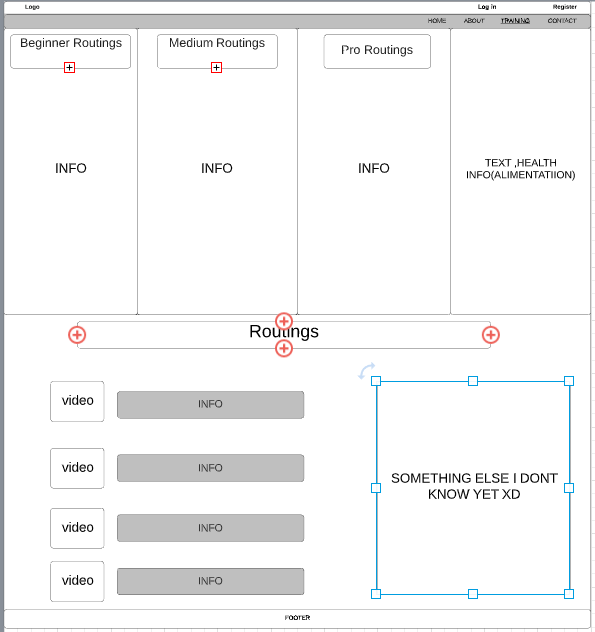 Logo
Log in
Register
HOME
ABOUT
TRAINING
CONTACT
Beginner Routings
Medium Routings
Pro Routings
INFO
INFO
INFO
TEXT ,HEALTH
INFO(ALIMENTATIION)
Routings
video
INFO
video
INFO
video
INFO
video
INFO
SOMETHING ELSE I DONT
KNOW YET XD
FOOTER